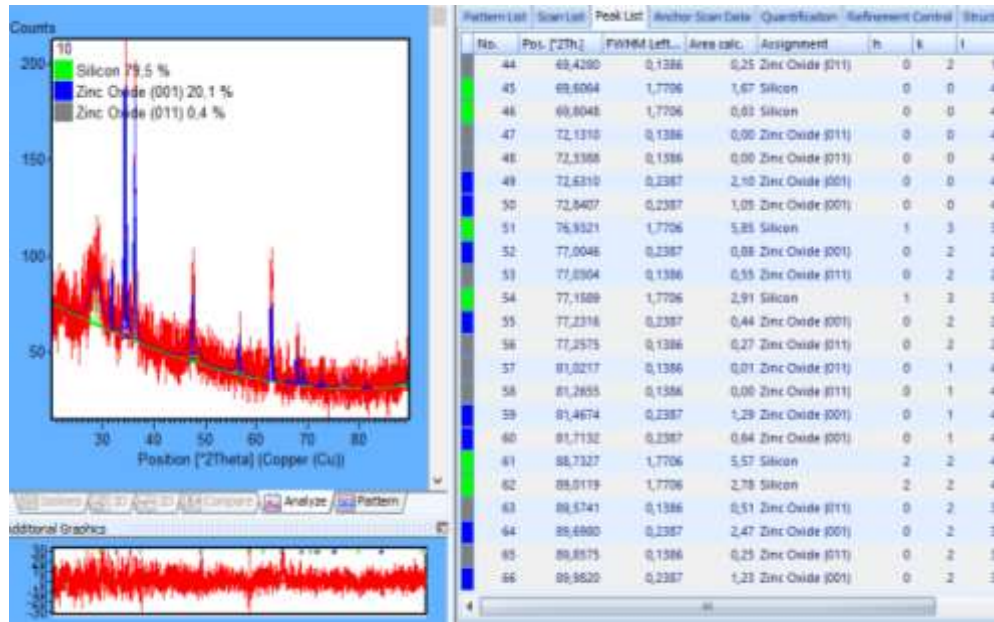 Counts
10
Silicon 79,5 %
Zinc Oxide (001) 20,1 %
Zinc Oxide (011) 0,4 %
200
150
100
50
30 40 50 60 70 80
Position [°2Theta] (Copper (Cu))
Compare Analyze Pattern
Additional Graphics
Pattern List Scan List Peak List Anchor Scan Data Quantification Refinement Control Struct
No. Pos. [°2Th.] FWHM Left... Area calc. Assignment h k l
44 69,4280 0,1386 0,25 Zinc Oxide (011) 0 2
45 69,6064 1,7706 1,67 Silicon 0 0 4
46 69,8048 1,7706 0,83 Silicon 0 0 4
47 72,1310 0,1386 0,00 Zinc Oxide (011) 0 0 4
48 72,3388 0,1386 0,00 Zinc Oxide (011) 0 0 4
49 72,6310 0,2387 2,10 Zinc Oxide (001) 0 0 4
50 72,8407 0,2387 1,05 Zinc Oxide (001) 0 0 4
51 76,9321 1,7706 5,85 Silicon 1 3
52 77,0046 0,2387 0,88 Zinc Oxide (001) 0 2
53 77,0304 0,1386 0,55 Zinc Oxide (011) 0 2
54 77,1589 1,7706 2,91 Silicon 1 3
55 77,2316 0,2387 0,44 Zinc Oxide (001) 0 2
56 77,2575 0,1386 0,27 Zinc Oxide (011) 0 2
57 81,0217 0,1386 0,01 Zinc Oxide (011) 0 1 4
58 81,2655 0,1386 0,00 Zinc Oxide (011) 0 1 4
59 81,4674 0,2387 1,29 Zinc Oxide (001) 0 1 4
60 81,7132 0,2387 0,64 Zinc Oxide (001) 0 1 4
61 88,7327 1,7706 5,57 Silicon 2 2 4
62 89,0119 1,7706 2,78 Silicon 2 2 4
63 89,5741 0,1386 0,51 Zinc Oxide (011) 0 2
64 89,6980 0,2387 2,47 Zinc Oxide (001) 0 2
65 89,8575 0,1386 0,25 Zinc Oxide (011) 0 2
66 89,9820 0,2387 1,23 Zinc Oxide (001) 0 2